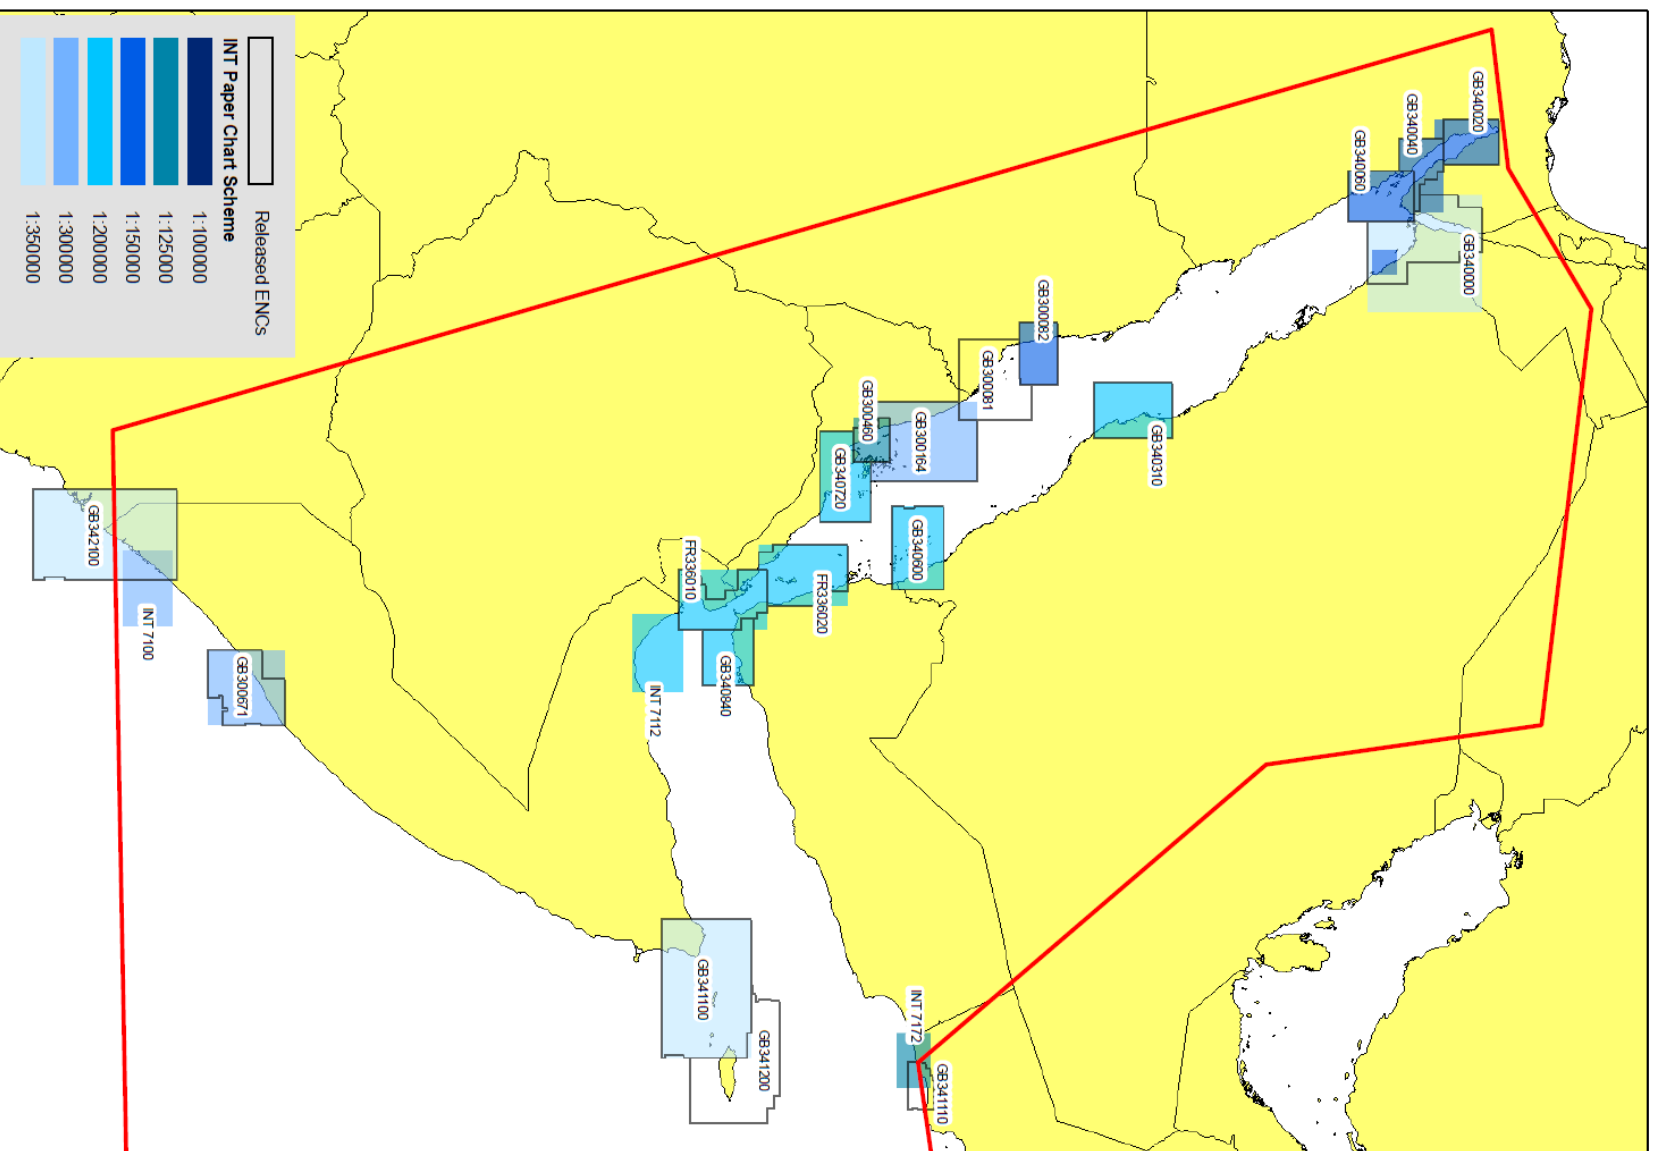 GB340020
GB340040
GB340060
GB340000
GB300082
GB300081
GB340310
GB300460
GB300164
GB340720
GB340600
FR336010
FR336020
GB340840
INT 7112
GB342100
INT 7100
GB300671
GB341100
GB341200
INT 7172
GB341110
Released ENCs
INT Paper Chart Scheme
1:100000
1:125000
1:150000
1:200000
1:300000
1:350000